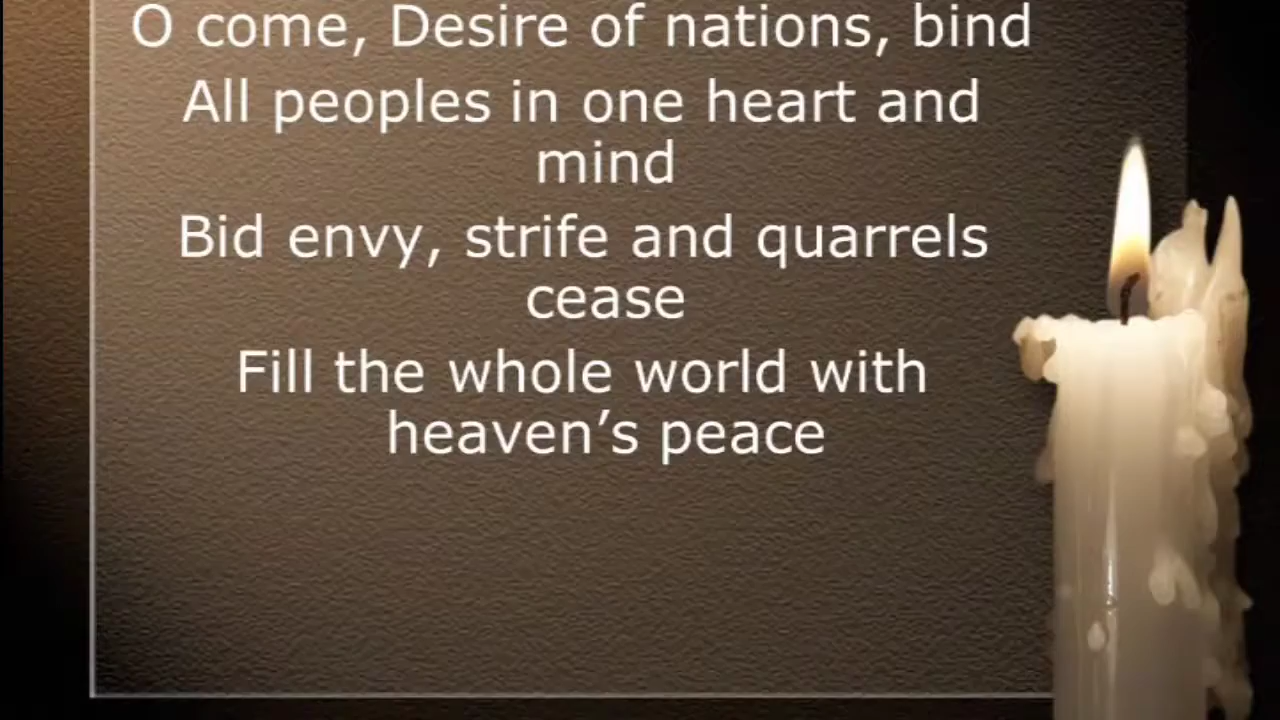 O come, Desire of nations, bind
All peoples in one heart and
mind
Bid envy, strife and quarrels
cease
Fill the whole world with
heaven’s peace